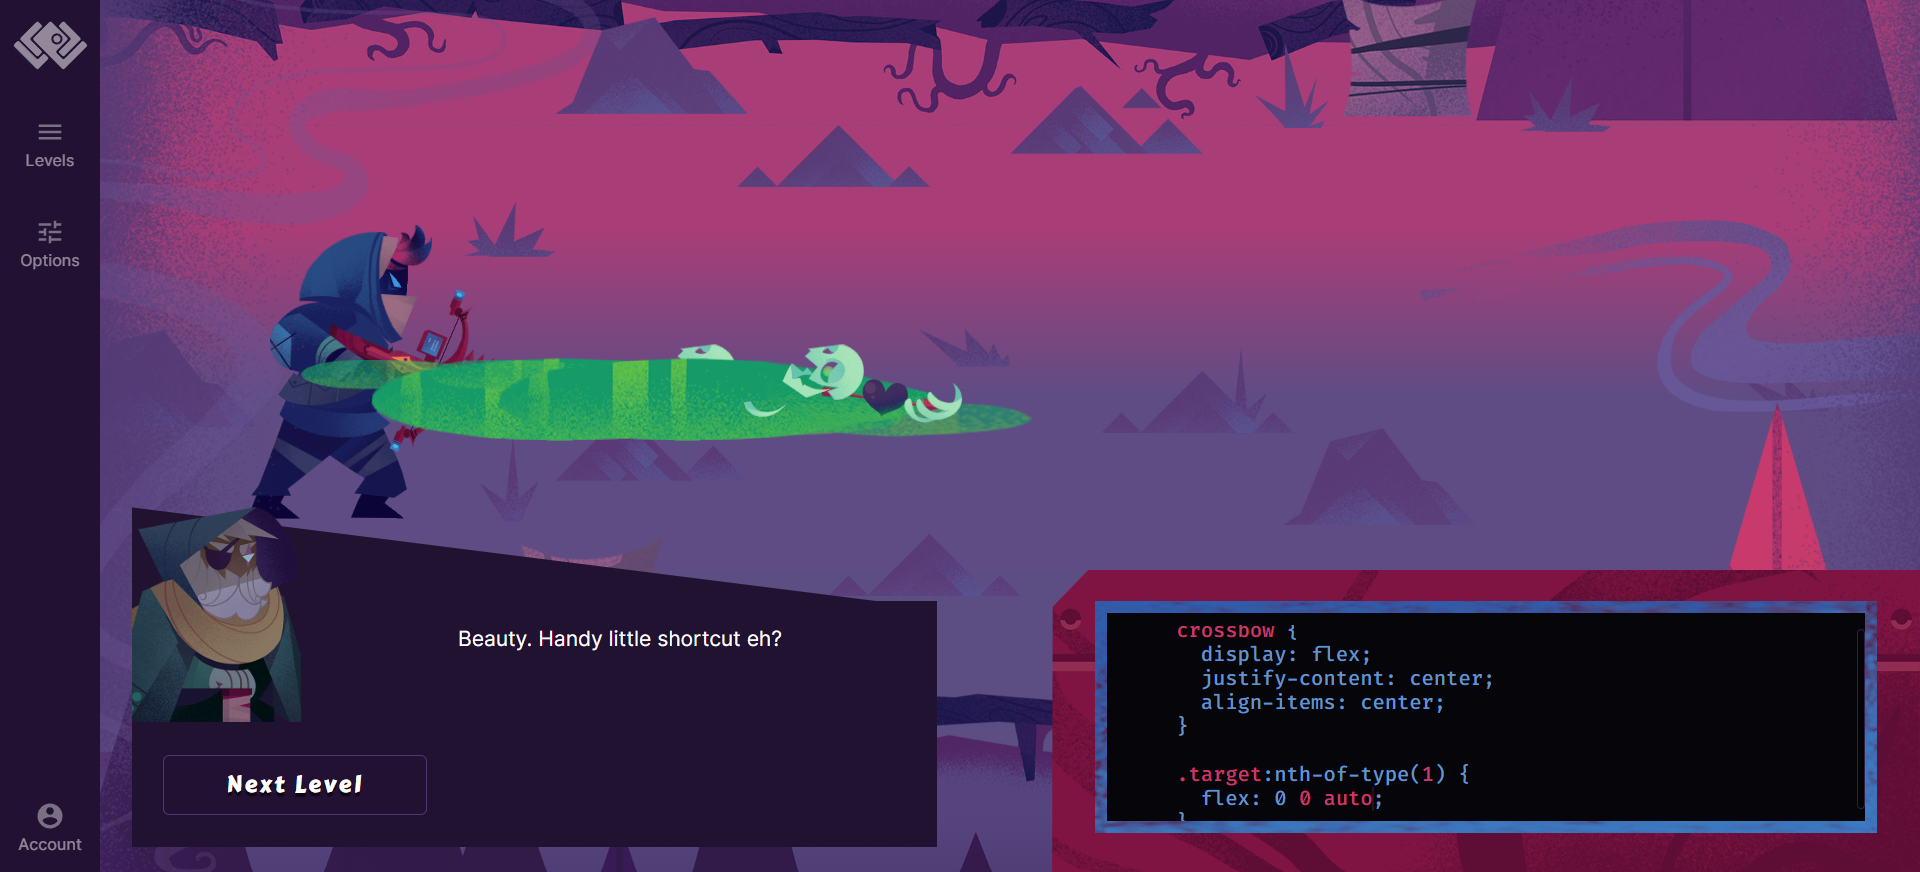 Levels
Options
Account
Beauty. Handy little shortcut eh?
Next Level
crossbow {
display: flex;
justify-content: center;
align-items: center;
}
.target:nth-of-type(1) {
flex: 0 0 auto;
}